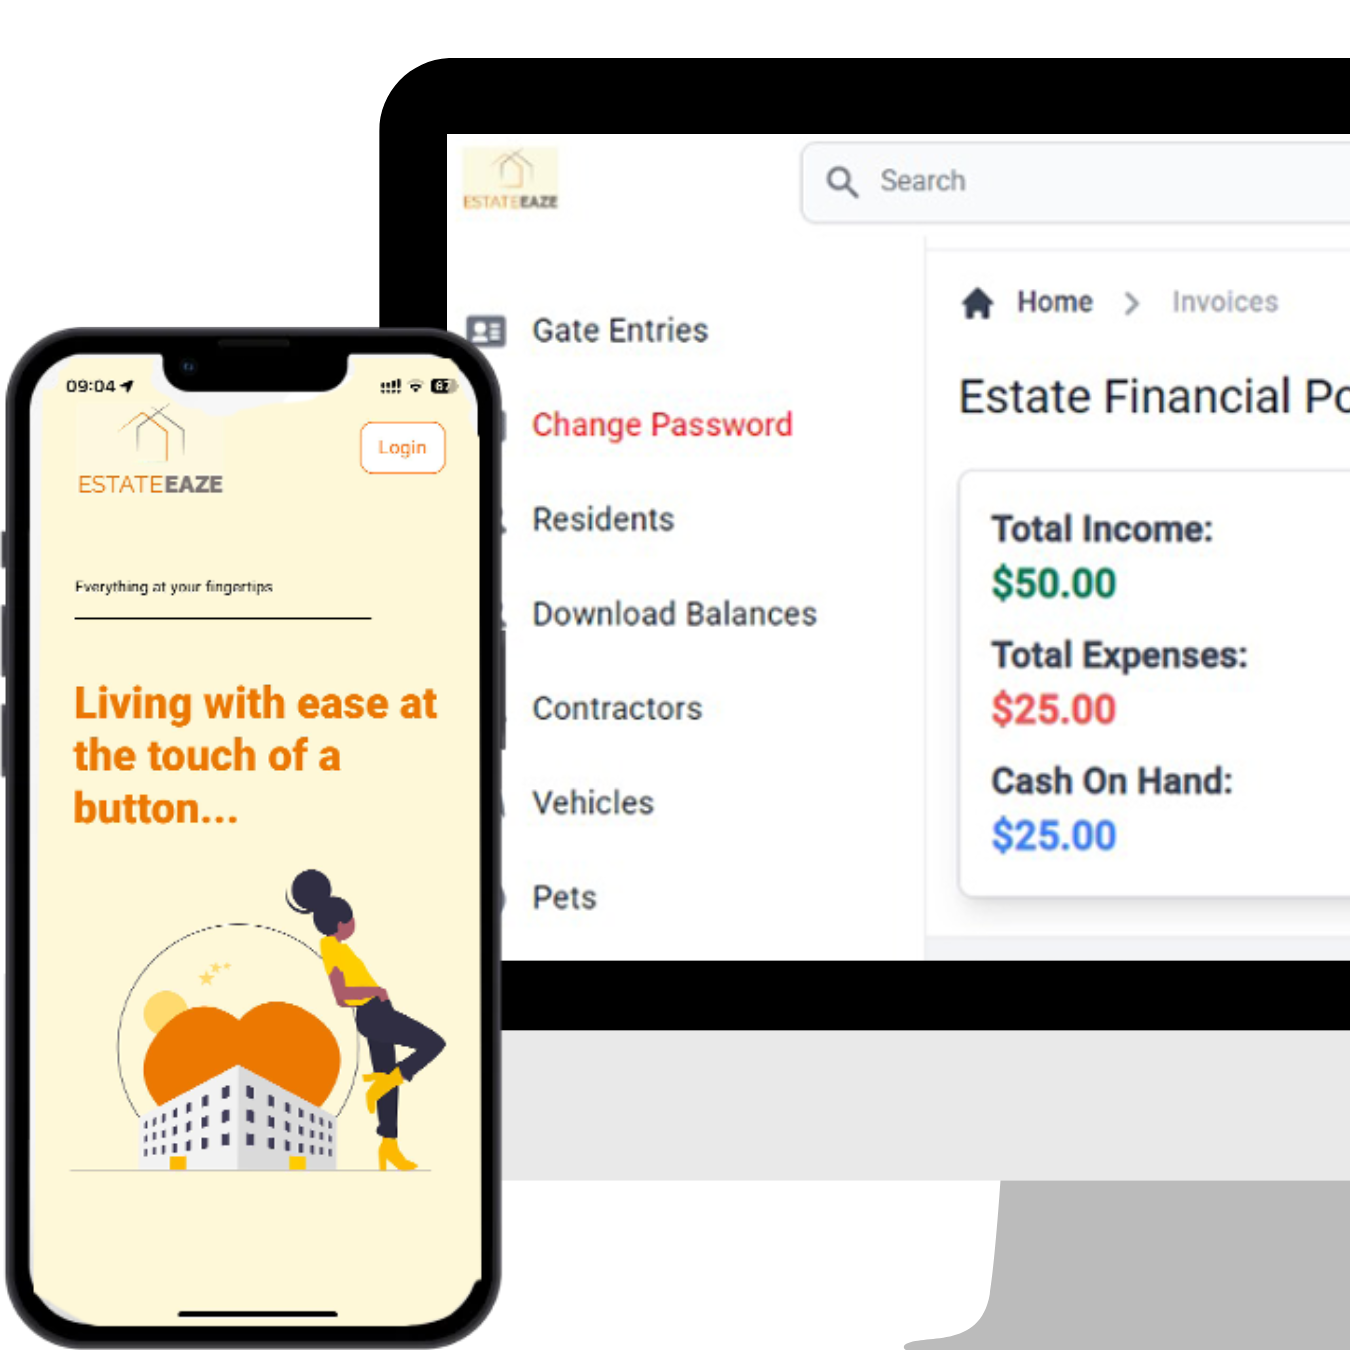 ESTATEEAZE
Search
Gate Entries
Change Password
Residents
Download Balances
Contractors
Vehicles
Pets
Home
Invoices
Estate Financial Po
Total Income:
$50.00
Total Expenses:
$25.00
Cash On Hand:
$25.00
09:04
67
ESTATEEAZE
Login
Everything at your fingertips
Living with ease at
the touch of a
button...